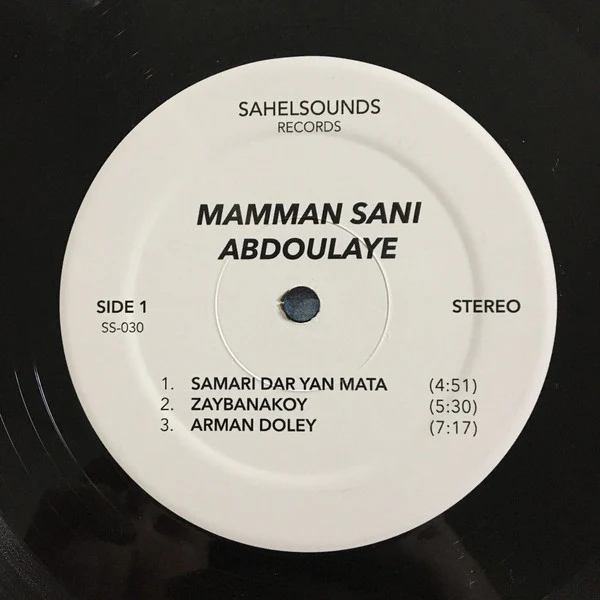 SAHELSOUNDS
RECORDS
MAMMAN SANI
ABDOULAYE
SIDE 1
SS-030
STEREO
1. SAMARI DAR YAN MATA (4:51)
2. ZAYBANAKOY (5:30)
3. ARMAN DOLEY (7:17)